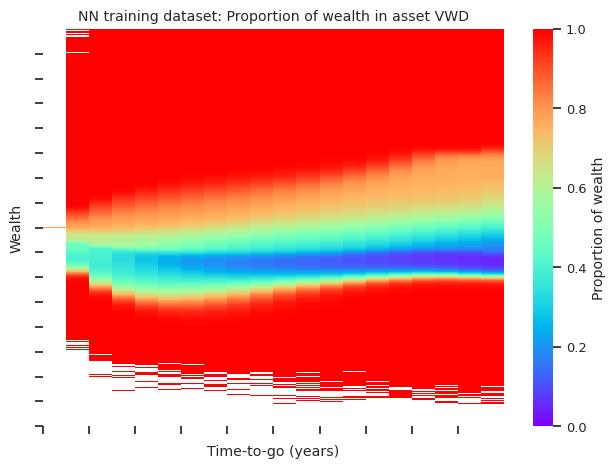 NN training dataset: Proportion of wealth in asset VWD
Wealth
Time-to-go (years)
1.0
0.8
0.6
0.4
0.2
0.0
Proportion of wealth